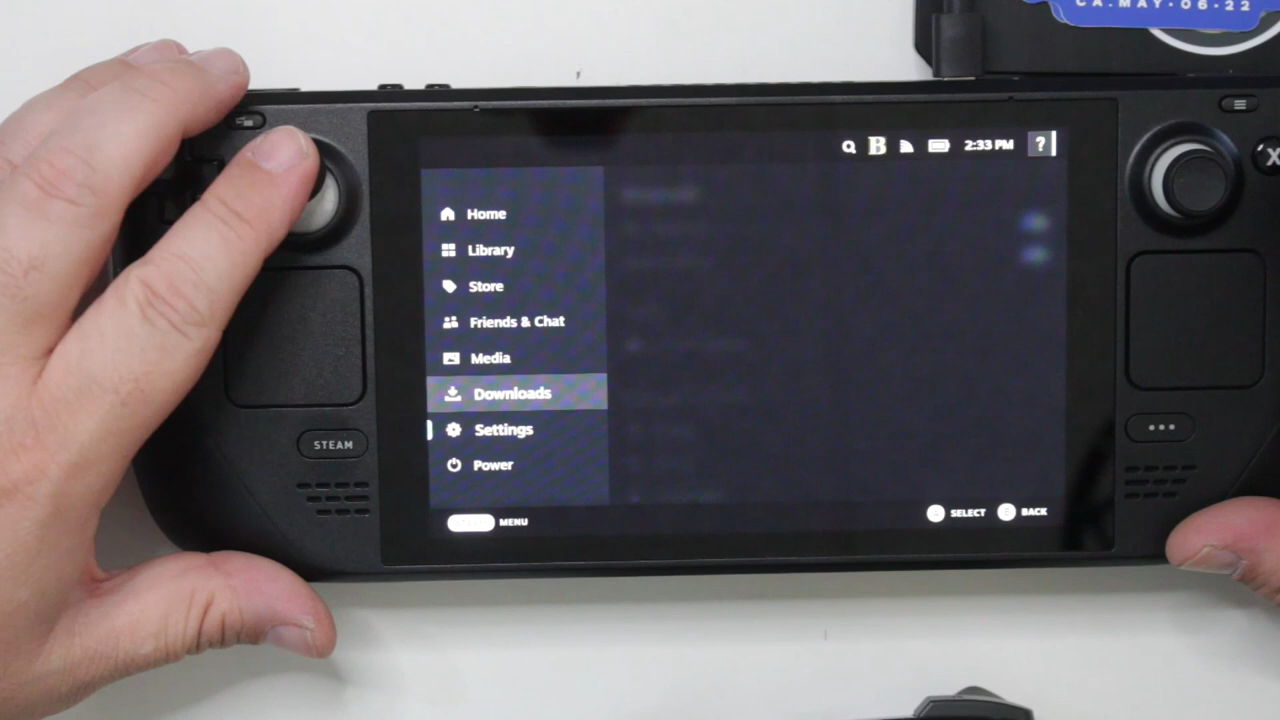 CA.MAY-06-22
B
2:33 PM
?
X
Home
Library
Store
Friends & Chat
Media
Downloads
Settings
Power
STEAM
MENU
SELECT
BACK